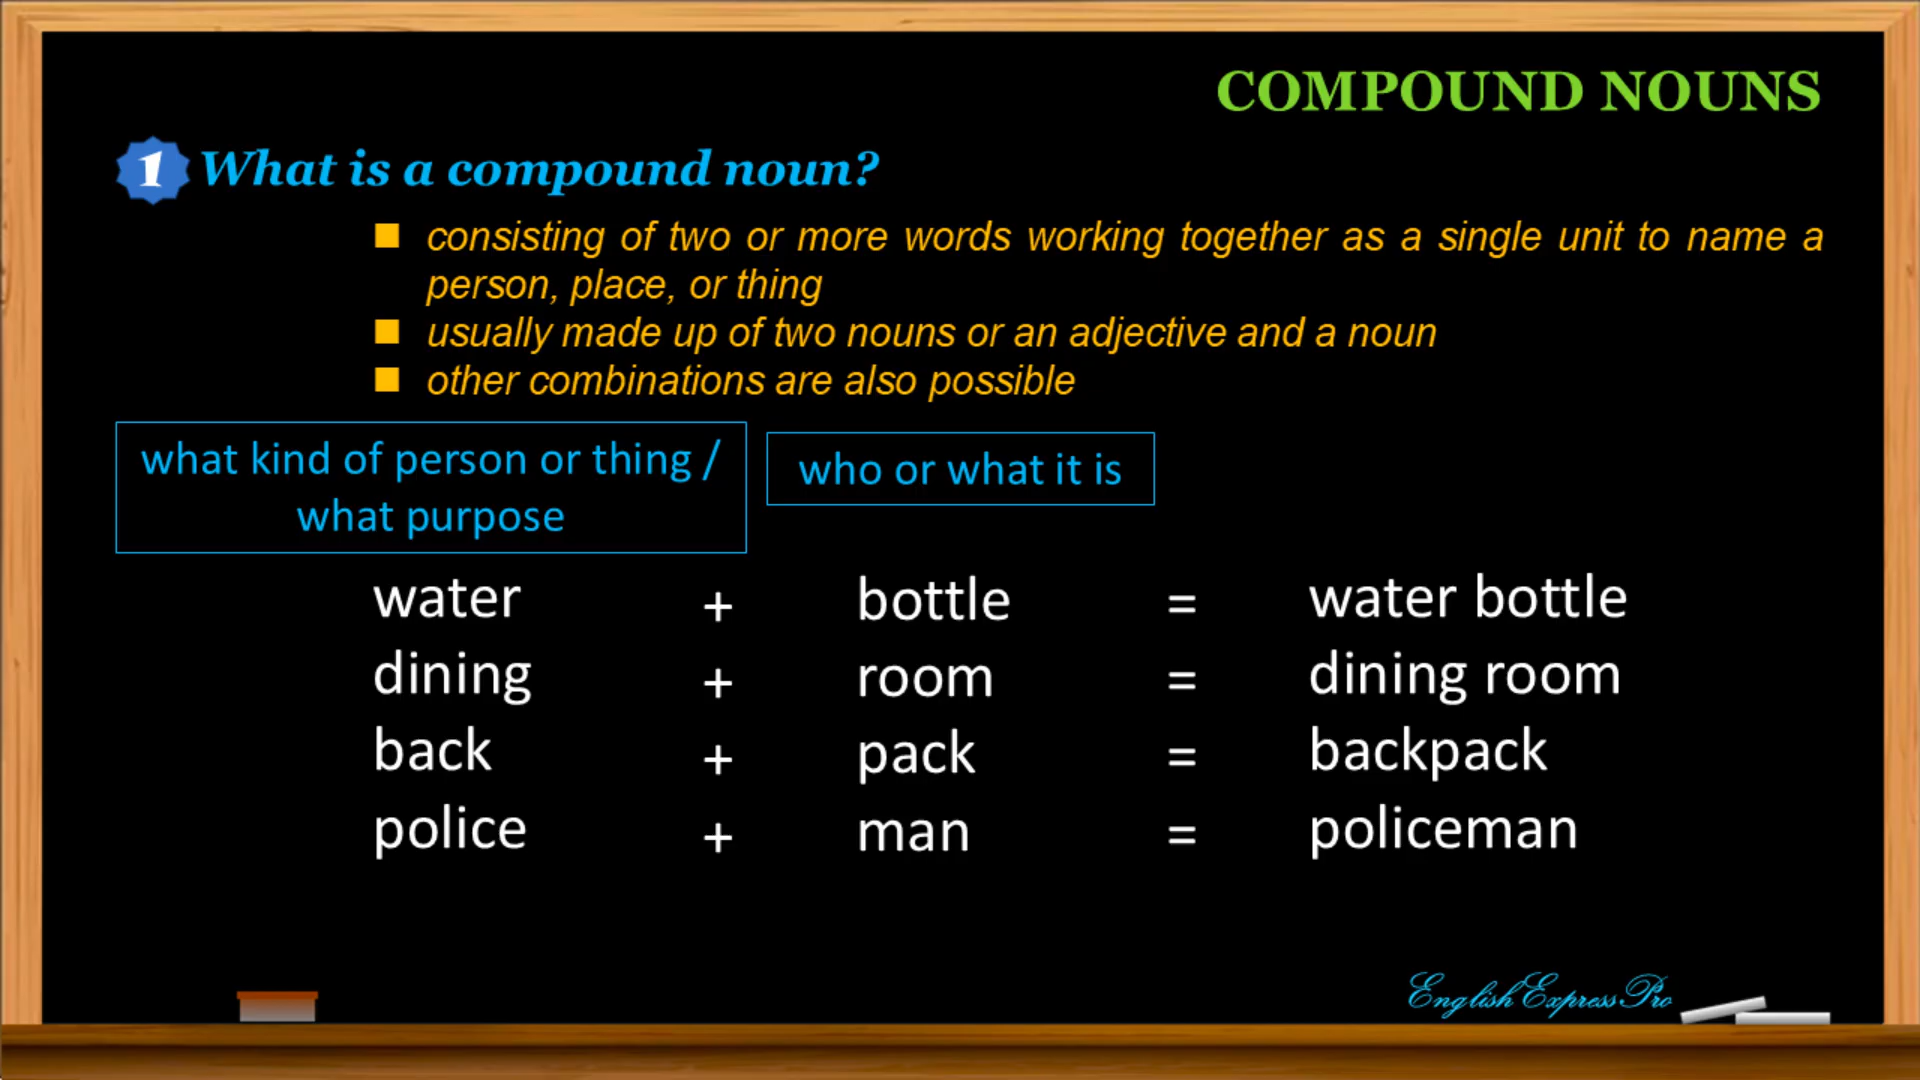 COMPOUND NOUNS
1 What is a compound noun?
■ consisting of two or more words working together as a single unit to name a
person, place, or thing
■ usually made up of two nouns or an adjective and a noun
■ other combinations are also possible
what kind of person or thing /
what purpose
who or what it is
water + bottle = water bottle
dining + room = dining room
back + pack = backpack
police + man = policeman
English Express Pro